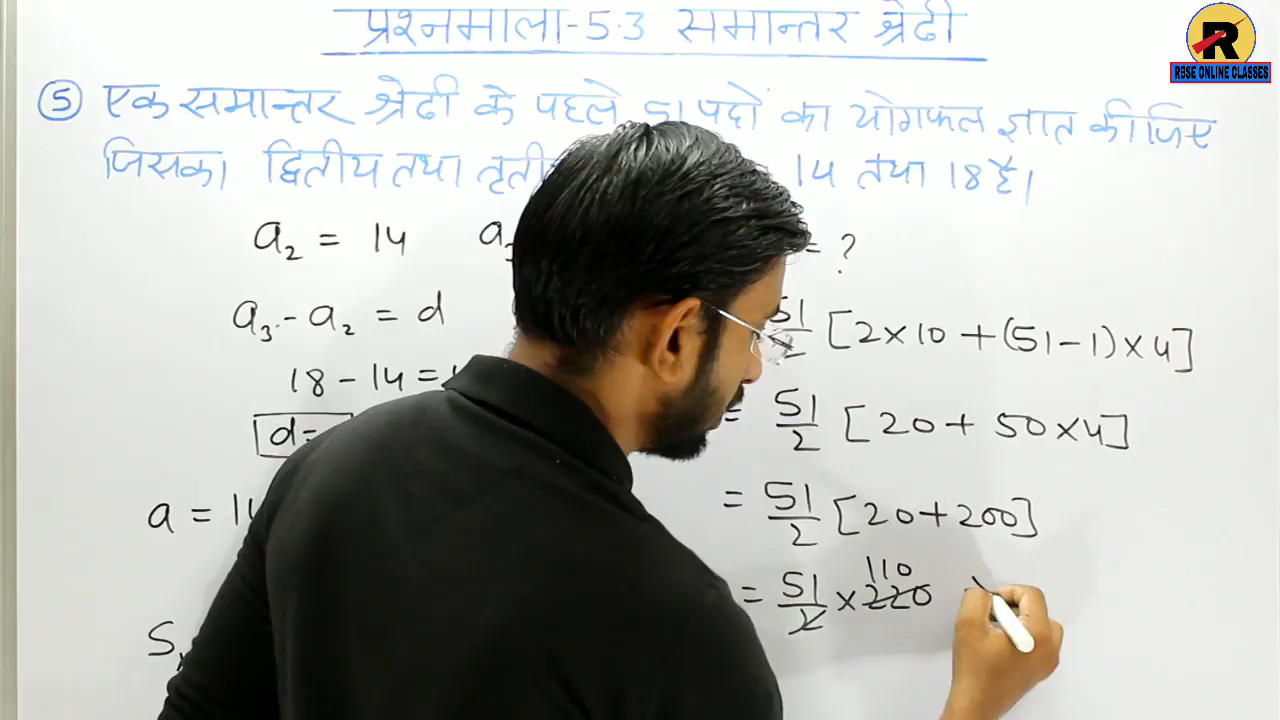 प्रश्नमाला-5.3 समान्तर श्रेढी
R
RBSE ONLINE CLASSES
⑤ एक समान्तर श्रेढी के पहले 51 पदों का योगफल ज्ञात कीजिए
जिसका द्वितीय तथा 14 तथा 18 है।
a₂ = 14
= ?
a₃ - a₂ = d
18 - 14 =
d =
a =
51/2 [2×10 + (51-1)×4]
= 51/2 [20 + 50×4]
= 51/2 [20+200]
110
= 51/2 × 220